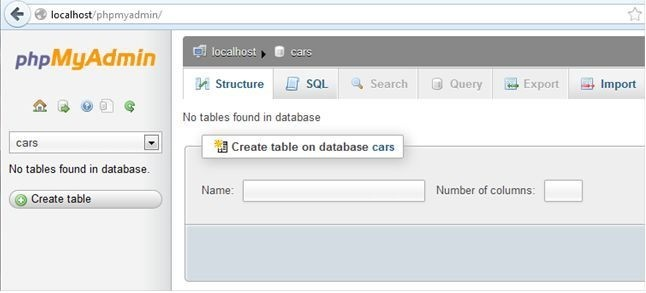 localhost/phpmyadmin/
phpMyAdmin
localhost ▸ cars
Structure SQL Search Query Export Import
cars
No tables found in database.
Create table
No tables found in database
Create table on database cars
Name: Number of columns: